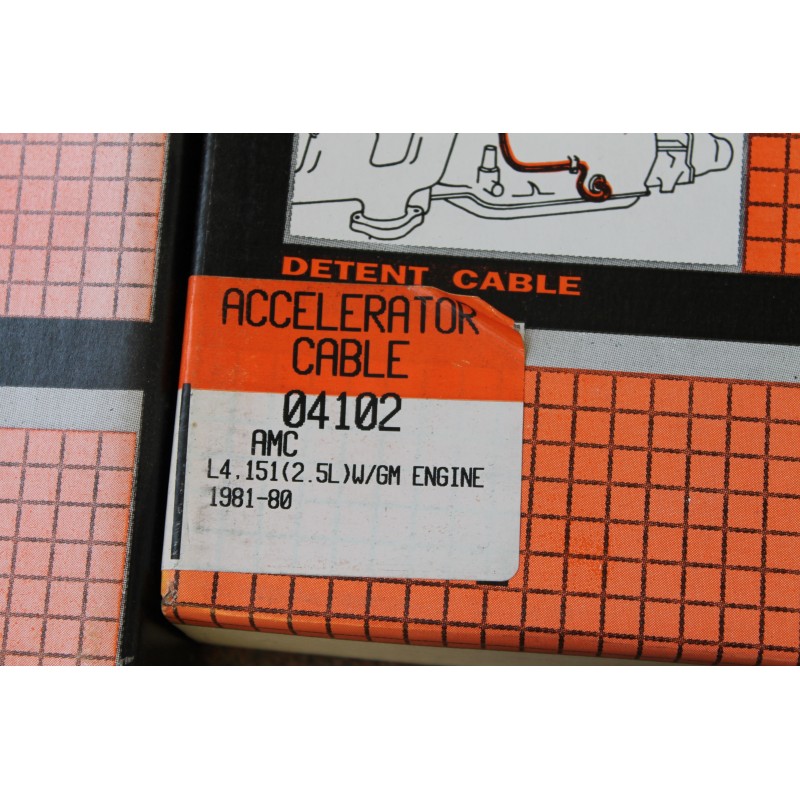 DETENT CABLE
ACCELERATOR
CABLE
04102
AMC
L4,151(2.5L)W/GM ENGINE
1981-80